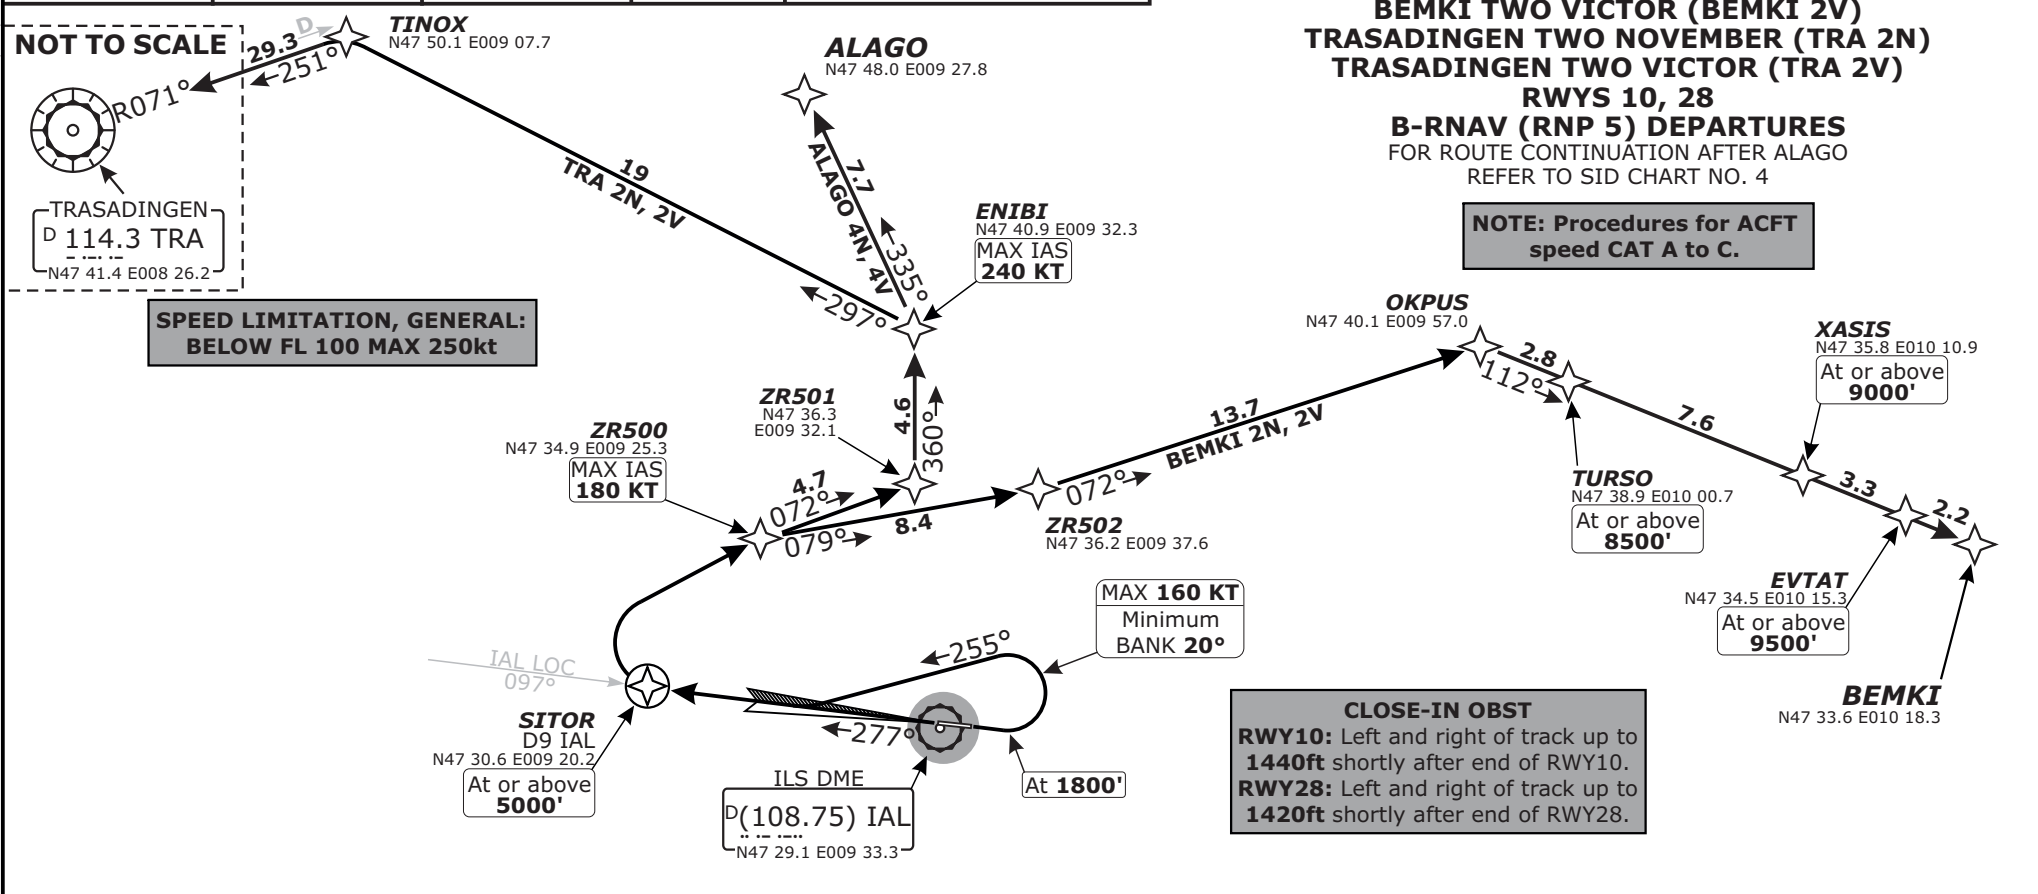 BEMKI TWO VICTOR (BEMKI 2V)
TRASADINGEN TWO NOVEMBER (TRA 2N)
TRASADINGEN TWO VICTOR (TRA 2V)
RWYS 10, 28
B-RNAV (RNP 5) DEPARTURES
FOR ROUTE CONTINUATION AFTER ALAGO
REFER TO SID CHART NO. 4
NOTE: Procedures for ACFT
speed CAT A to C.
NOT TO SCALE
29.3
D
251°
R071°
TINOX
N47 50.1 E009 07.7
TRASADINGEN
D 114.3 TRA
N47 41.4 E008 26.2
SPEED LIMITATION, GENERAL:
BELOW FL 100 MAX 250kt
19
TRA 2N, 2V
ALAGO
N47 48.0 E009 27.8
7.7
ALAGO 4N, 4V
335°
297°
ENIBI
N47 40.9 E009 32.3
MAX IAS
240 KT
4.6
360°
ZR501
N47 36.3
E009 32.1
ZR500
N47 34.9 E009 25.3
MAX IAS
180 KT
4.7
072°
079°
8.4
ZR502
N47 36.2 E009 37.6
072°
13.7
BEMKI 2N, 2V
OKPUS
N47 40.1 E009 57.0
2.8
112°
TURSO
N47 38.9 E010 00.7
At or above
8500'
7.6
XASIS
N47 35.8 E010 10.9
At or above
9000'
3.3
EVTAT
N47 34.5 E010 15.3
At or above
9500'
2.2
BEMKI
N47 33.6 E010 18.3
IAL LOC
097°
SITOR
D9 IAL
N47 30.6 E009 20.2
At or above
5000'
255°
277°
MAX 160 KT
Minimum
BANK 20°
At 1800'
ILS DME
D(108.75) IAL
N47 29.1 E009 33.3
CLOSE-IN OBST
RWY10: Left and right of track up to
1440ft shortly after end of RWY10.
RWY28: Left and right of track up to
1420ft shortly after end of RWY28.